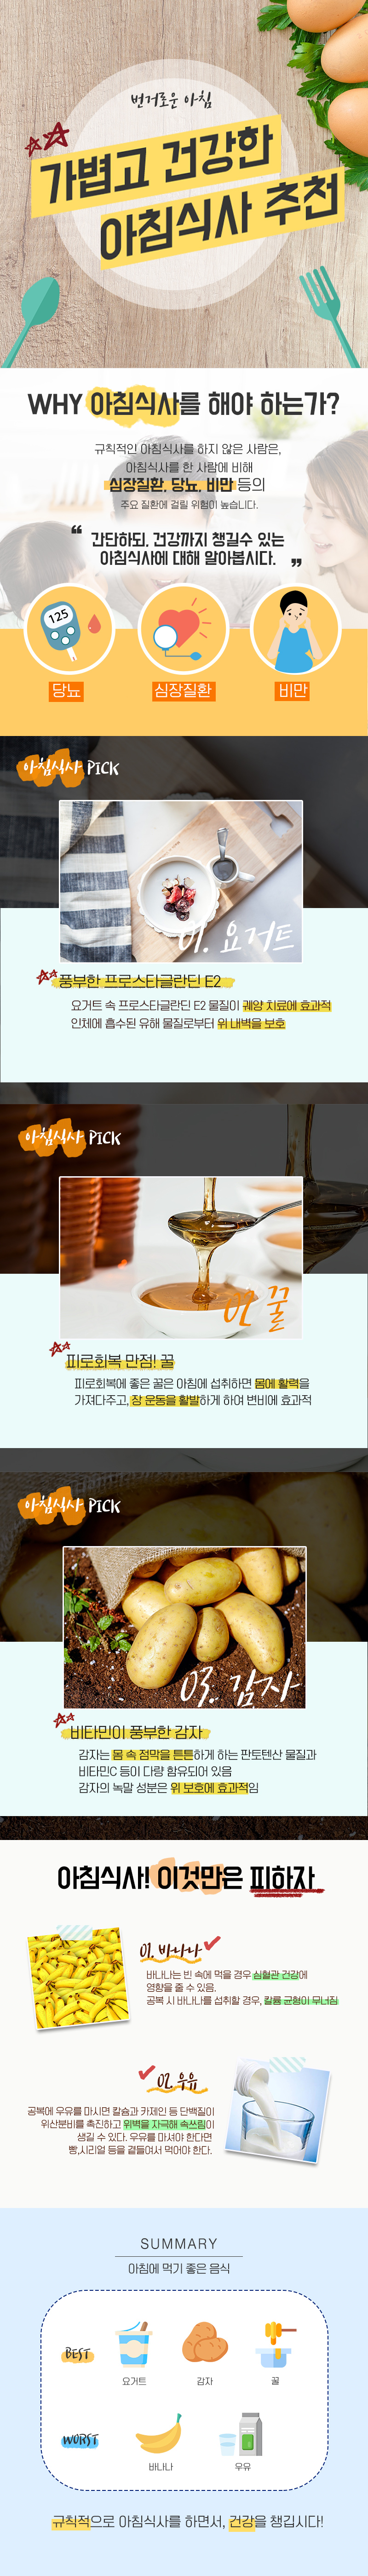 번거로운 아침
가볍고 건강한
아침식사 추천
WHY 아침식사를 해야 하는가?
규칙적인 아침식사를 하지 않은 사람은,
아침식사를 한 사람에 비해
심장질환, 당뇨, 비만 등의
주요 질환에 걸릴 위험이 높습니다.
“ 간단하되, 건강까지 챙길수 있는
아침식사에 대해 알아봅시다. ”
125
당뇨
심장질환
비만
아침식사 PICK
01. 요거트
풍부한 프로스타글란딘 E2
요거트 속 프로스타글란딘 E2 물질이 궤양 치료에 효과적
인체에 흡수된 유해 물질로부터 위 내벽을 보호
아침식사 PICK
02 꿀
피로회복 만점! 꿀
피로회복에 좋은 꿀은 아침에 섭취하면 몸에 활력을
가져다주고, 장 운동을 활발하게 하여 변비에 효과적
아침식사 PICK
03. 감자
비타민이 풍부한 감자
감자는 몸 속 점막을 튼튼하게 하는 판토텐산 물질과
비타민C 등이 다량 함유되어 있음
감자의 녹말 성분은 위 보호에 효과적임
아침식사! 이것만은 피하자
01. 바나나
바나나는 빈 속에 먹을 경우 심혈관 건강에
영향을 줄 수 있음.
공복 시 바나나를 섭취할 경우, 칼륨 균형이 무너짐
02. 우유
공복에 우유를 마시면 칼슘과 카제인 등 단백질이
위산분비를 촉진하고 위벽을 자극해 속쓰림이
생길 수 있다. 우유를 마셔야 한다면
빵,시리얼 등을 곁들여서 먹어야 한다.
SUMMARY
아침에 먹기 좋은 음식
BEST
요거트
감자
꿀
WORST
바나나
우유
규칙적으로 아침식사를 하면서, 건강을 챙깁시다!